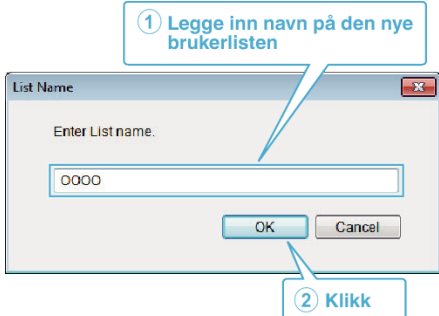 1 Legge inn navn på den nye
brukerlisten
List Name
Enter List name.
OOOO
OK Cancel
2 Klikk